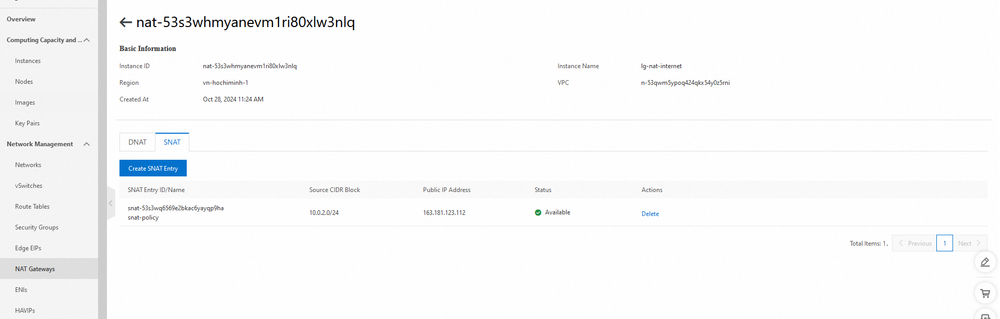 Overview
Computing Capacity and ...
Instances
Nodes
Images
Key Pairs
Network Management
Networks
vSwitches
Route Tables
Security Groups
Edge EIPs
NAT Gateways
ENIs
HAVIPs
nat-53s3whmyanevm1ri80xlw3nlq
Basic Information
Instance ID nat-53s3whmyanevm1ri80xlw3nlq Instance Name lg-nat-internet
Region vn-hochiminh-1 VPC n-53qwm5ypoq424qkx54y0z5rni
Created At Oct 28, 2024 11:24 AM
DNAT SNAT
Create SNAT Entry
SNAT Entry ID/Name Source CIDR Block Public IP Address Status Actions
snat-53s3wq6569e2bkac6yayqp9ha
snat-policy 10.0.2.0/24 163.181.123.112 Available Delete
Total Items: 1, Previous 1 Next